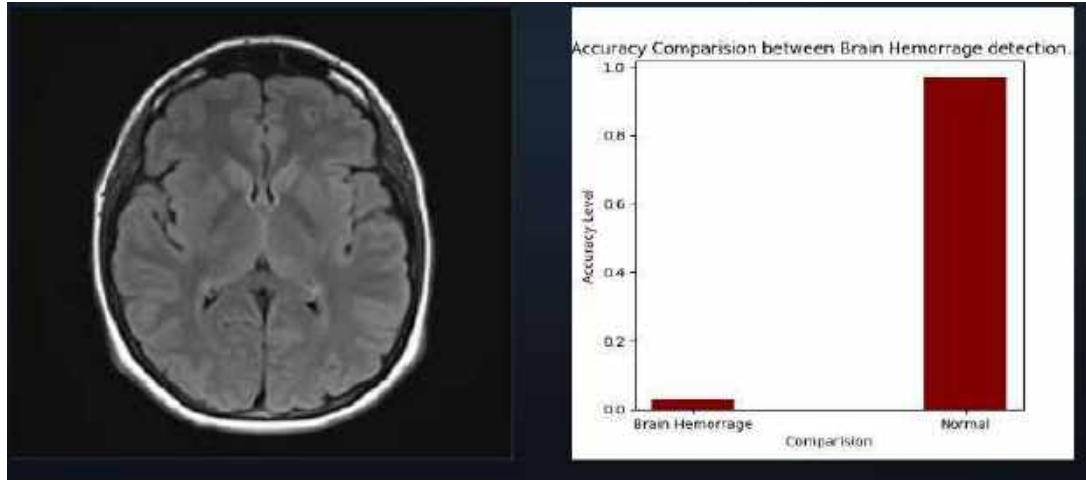 Accuracy Comparision between Brain Hemorrage detection.
1.0
0.8
0.6
0.4
0.2
0.0
Accuracy Level
Brain Hemorrage
Normal
Comparision